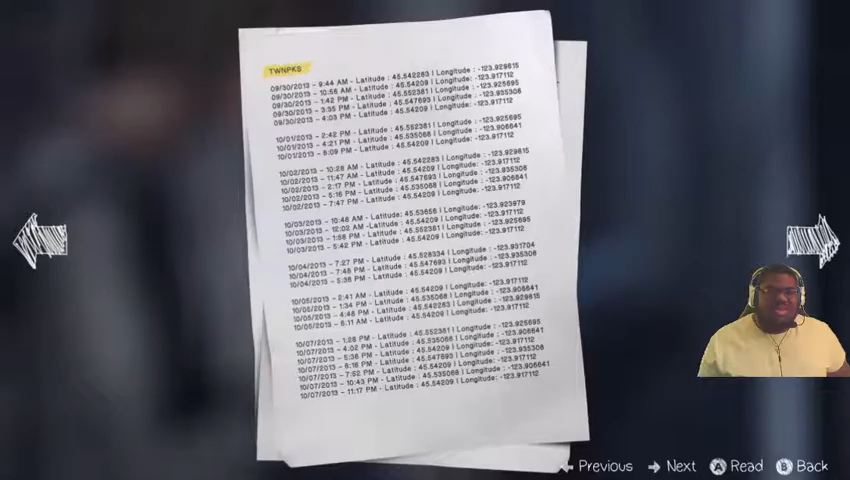 TWNPKS
09/30/2013 - 9:44 AM - Latitude : 45.542283 | Longitude : -123.929615
09/30/2013 - 10:56 AM - Latitude : 45.54209 | Longitude : -123.917112
09/30/2013 - 1:42 PM - Latitude : 45.552381 | Longitude : -123.925695
09/30/2013 - 3:35 PM - Latitude : 45.547693 | Longitude : -123.935308
09/30/2013 - 4:03 PM - Latitude : 45.54209 | Longitude: -123.917112
10/01/2013 - 2:42 PM - Latitude : 45.552381 | Longitude : -123.925695
10/01/2013 - 4:21 PM - Latitude : 45.535068 | Longitude : -123.906641
10/01/2013 - 6:09 PM - Latitude : 45.54209 | Longitude: -123.917112
10/02/2013 - 10:28 AM - Latitude : 45.542283 | Longitude : -123.929615
10/02/2013 - 11:47 AM - Latitude : 45.54209 | Longitude: -123.917112
10/02/2013 - 2:17 PM - Latitude : 45.547693 | Longitude : -123.935308
10/02/2013 - 5:16 PM - Latitude : 45.535068 | Longitude : -123.906641
10/02/2013 - 7:47 PM - Latitude : 45.54209 | Longitude: -123.917112
10/03/2013 - 10:48 AM - Latitude: 45.53656 | Longitude: -123.923979
10/03/2013 - 12:02 AM - Latitude : 45.54209 | Longitude: -123.917112
10/03/2013 - 1:58 PM - Latitude : 45.552381 | Longitude : -123.925695
10/03/2013 - 5:42 PM - Latitude : 45.54209 | Longitude: -123.917112
10/04/2013 - 7:27 PM - Latitude : 45.528334 | Longitude : -123.931704
10/04/2013 - 7:48 PM - Latitude : 45.547693 | Longitude : -123.935308
10/04/2013 - 5:38 PM - Latitude : 45.54209 | Longitude: -123.917112
10/05/2013 - 2:41 AM - Latitude : 45.54209 | Longitude: -123.917112
10/05/2013 - 1:34 PM - Latitude : 45.535068 | Longitude : -123.906641
10/05/2013 - 4:48 PM - Latitude : 45.542283 | Longitude : -123.929615
10/05/2013 - 6:11 AM - Latitude : 45.54209 | Longitude: -123.917112
10/07/2013 - 1:28 PM - Latitude : 45.552381 | Longitude : -123.925695
10/07/2013 - 4:02 PM - Latitude : 45.535068 | Longitude : -123.906641
10/07/2013 - 5:36 PM - Latitude : 45.54209 | Longitude: -123.917112
10/07/2013 - 6:16 PM - Latitude : 45.547693 | Longitude : -123.935308
10/07/2013 - 7:52 PM - Latitude : 45.54209 | Longitude: -123.917112
10/07/2013 - 10:43 PM - Latitude : 45.535068 | Longitude : -123.906641
10/07/2013 - 11:17 PM - Latitude : 45.54209 | Longitude: -123.917112
Previous Next A Read B Back